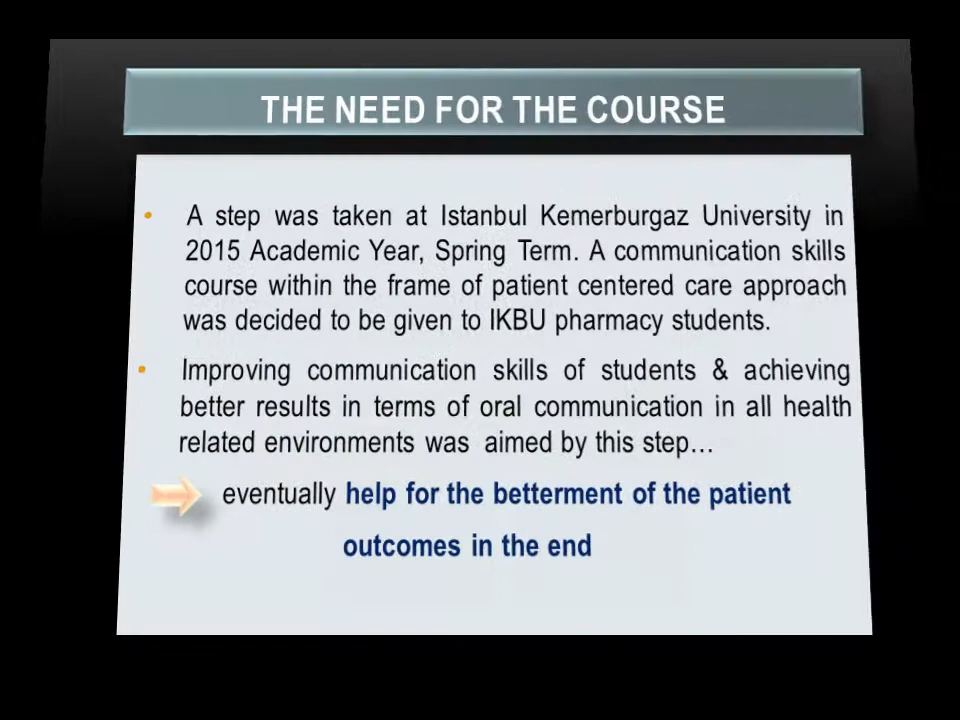 THE NEED FOR THE COURSE
• A step was taken at Istanbul Kemerburgaz University in
2015 Academic Year, Spring Term. A communication skills
course within the frame of patient centered care approach
was decided to be given to IKBU pharmacy students.
• Improving communication skills of students & achieving
better results in terms of oral communication in all health
related environments was aimed by this step…
eventually help for the betterment of the patient
outcomes in the end